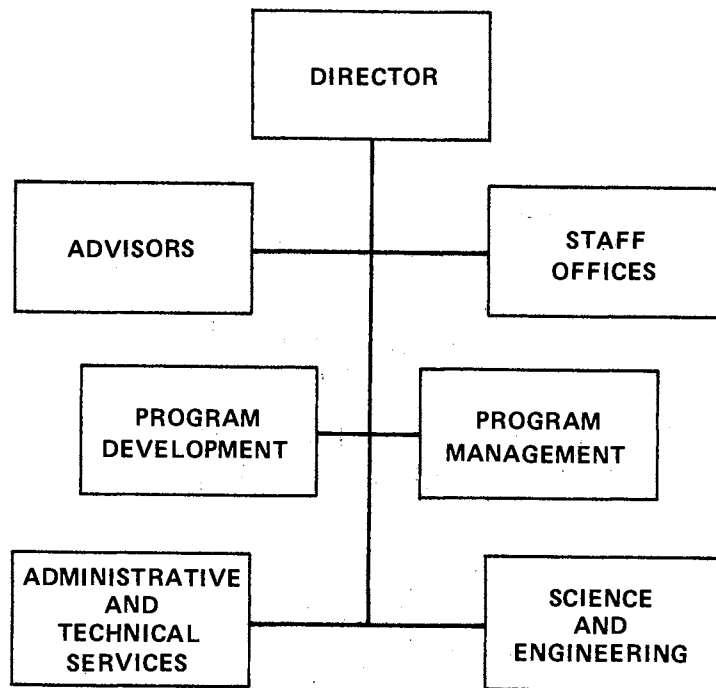 DIRECTOR
ADVISORS
STAFF
OFFICES
PROGRAM
DEVELOPMENT
PROGRAM
MANAGEMENT
ADMINISTRATIVE
AND
TECHNICAL
SERVICES
SCIENCE
AND
ENGINEERING